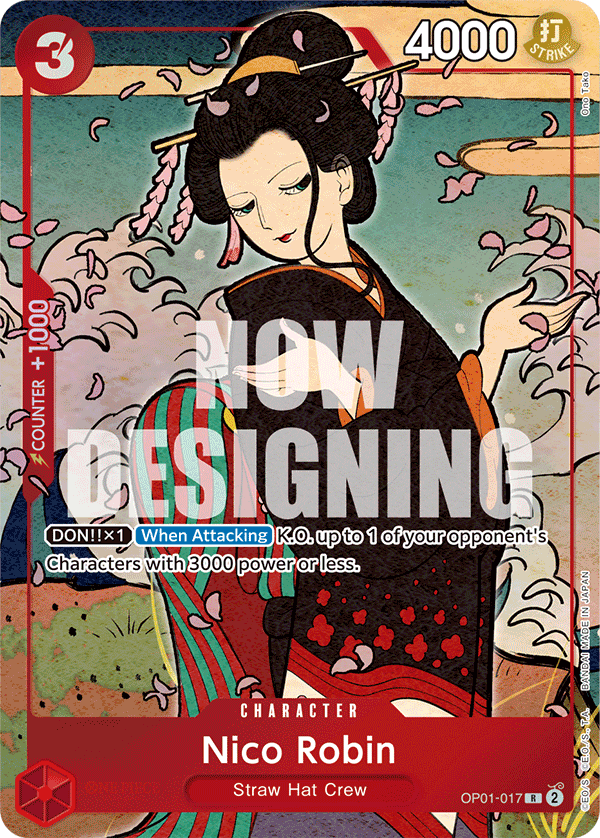 3
4000
打
STRIKE
Ono Tako
COUNTER +1000
NOW
DESIGNING
DON!!×1 When Attacking K.O. up to 1 of your opponent's
Characters with 3000 power or less.
BANDAI MADE IN JAPAN
CHARACTER
Nico Robin
Straw Hat Crew
OP01-017 R 2